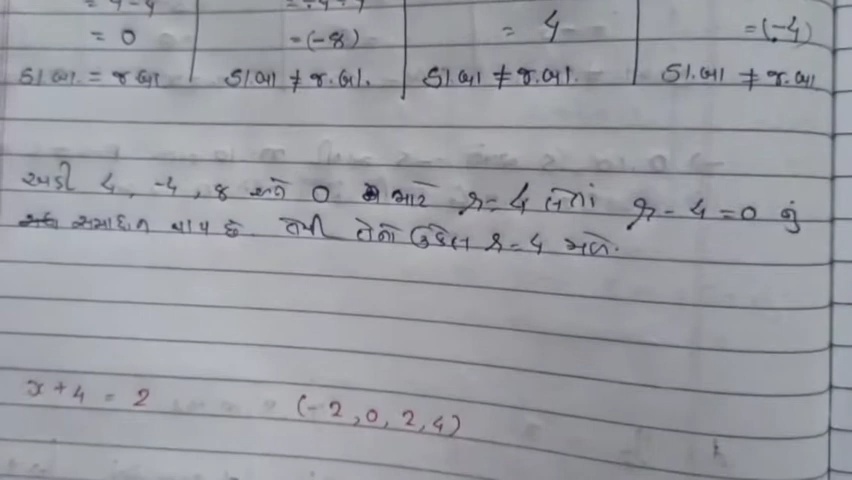 = 0
= (-8)
= 4
= (-4)
ડા.બા. = જ.બા
ડા.બા ≠ જ.બા.
ડા.બા ≠ જ.બા.
ડા.બા ≠ જ.બા
અહીં 4, -4, 8 અને 0 માટે x = 4 લેતાં x - 4 = 0 નું
સમાધાન થાય છે. તેથી તેનો ઉકેલ x = 4 મળે.
x + 4 = 2
(-2, 0, 2, 4)